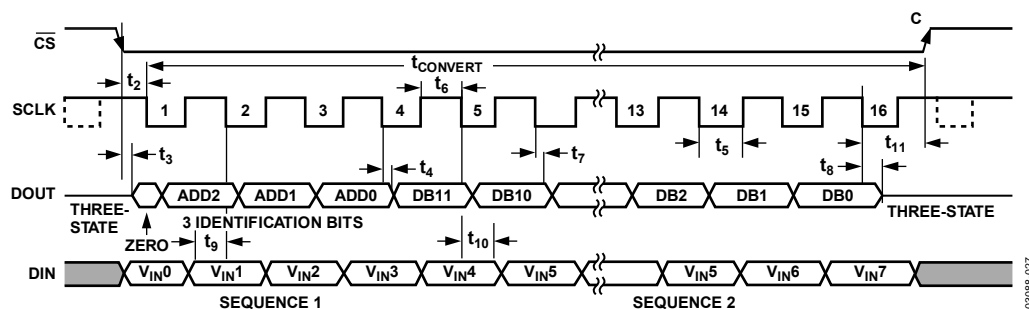 C
CS
tCONVERT
t2
t6
SCLK
1 2 3 4 5 13 14 15 16
t3
t4
t7
t5
t8
t11
DOUT
ADD2 ADD1 ADD0 DB11 DB10 DB2 DB1 DB0
THREE-
STATE
THREE-STATE
3 IDENTIFICATION BITS
ZERO
t9
t10
DIN
VIN0 VIN1 VIN2 VIN3 VIN4 VIN5 VIN5 VIN6 VIN7
SEQUENCE 1
SEQUENCE 2
03088-027